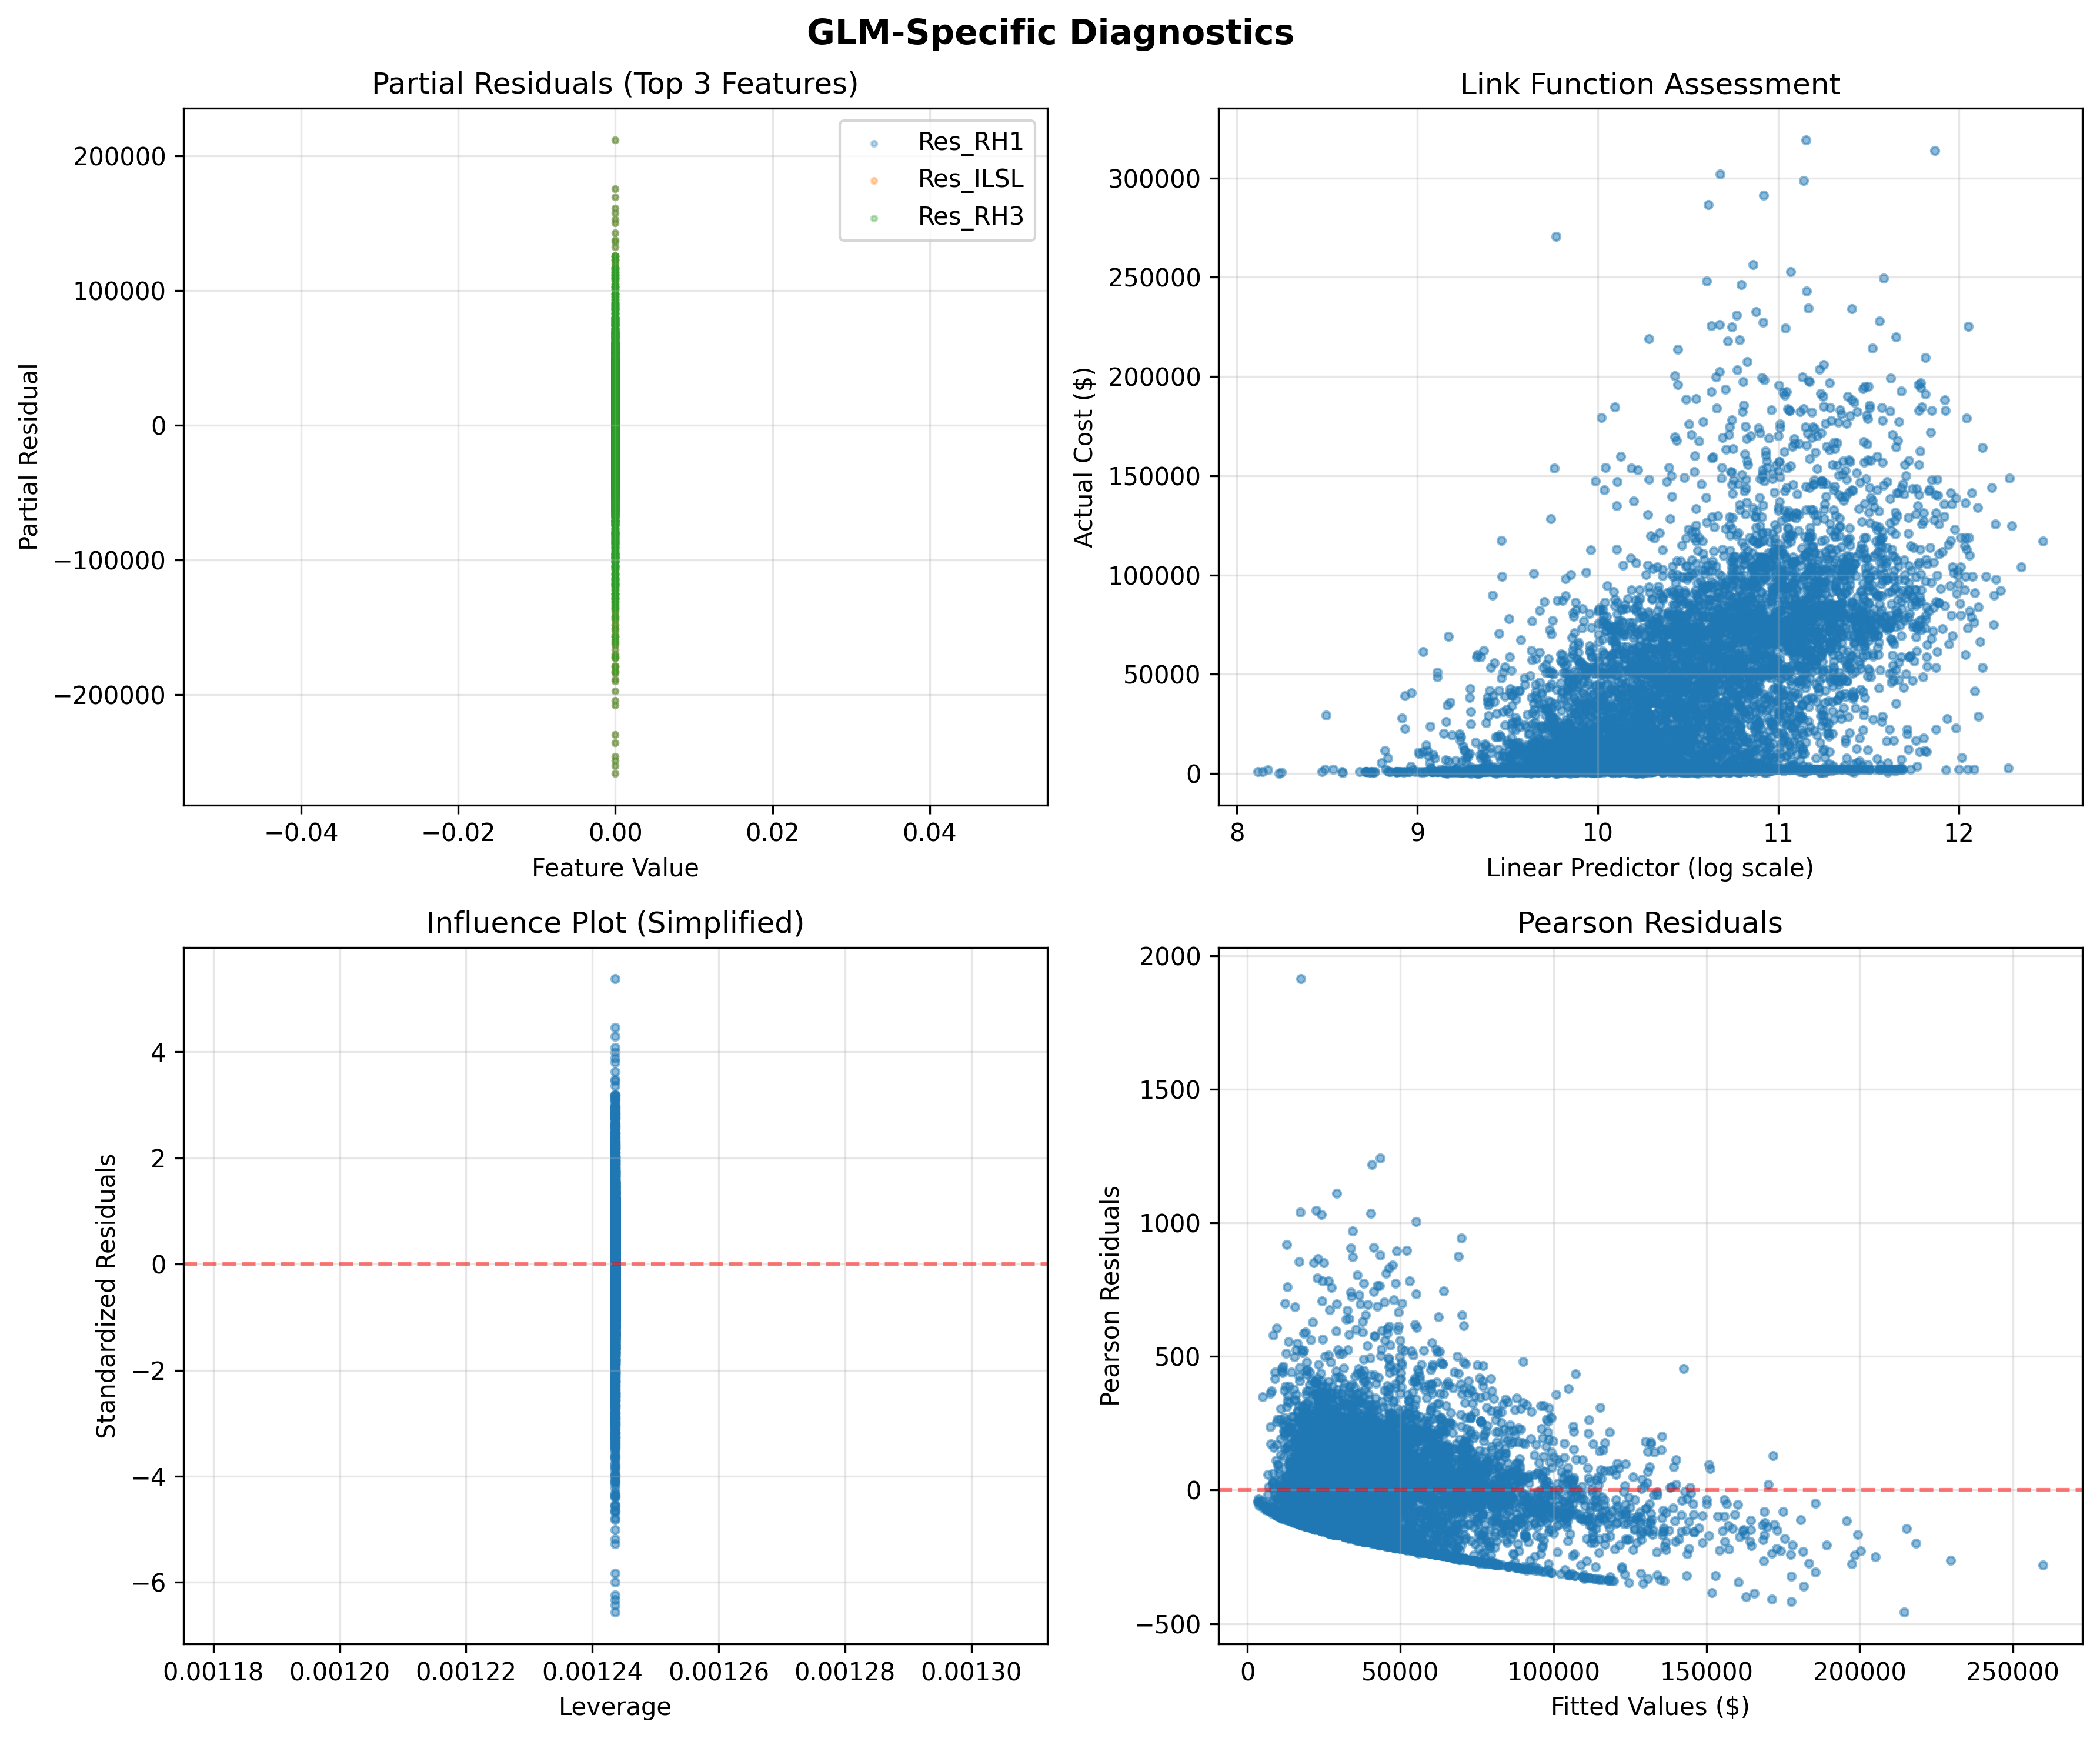 GLM-Specific Diagnostics
Partial Residuals (Top 3 Features)
200000
100000
0
−100000
−200000
Partial Residual
Res_RH1
Res_ILSL
Res_RH3
−0.04 −0.02 0.00 0.02 0.04
Feature Value
Link Function Assessment
300000
250000
200000
150000
100000
50000
0
Actual Cost ($)
8 9 10 11 12
Linear Predictor (log scale)
Influence Plot (Simplified)
4
2
0
−2
−4
−6
Standardized Residuals
0.00118 0.00120 0.00122 0.00124 0.00126 0.00128 0.00130
Leverage
Pearson Residuals
2000
1500
1000
500
0
−500
Pearson Residuals
0 50000 100000 150000 200000 250000
Fitted Values ($)